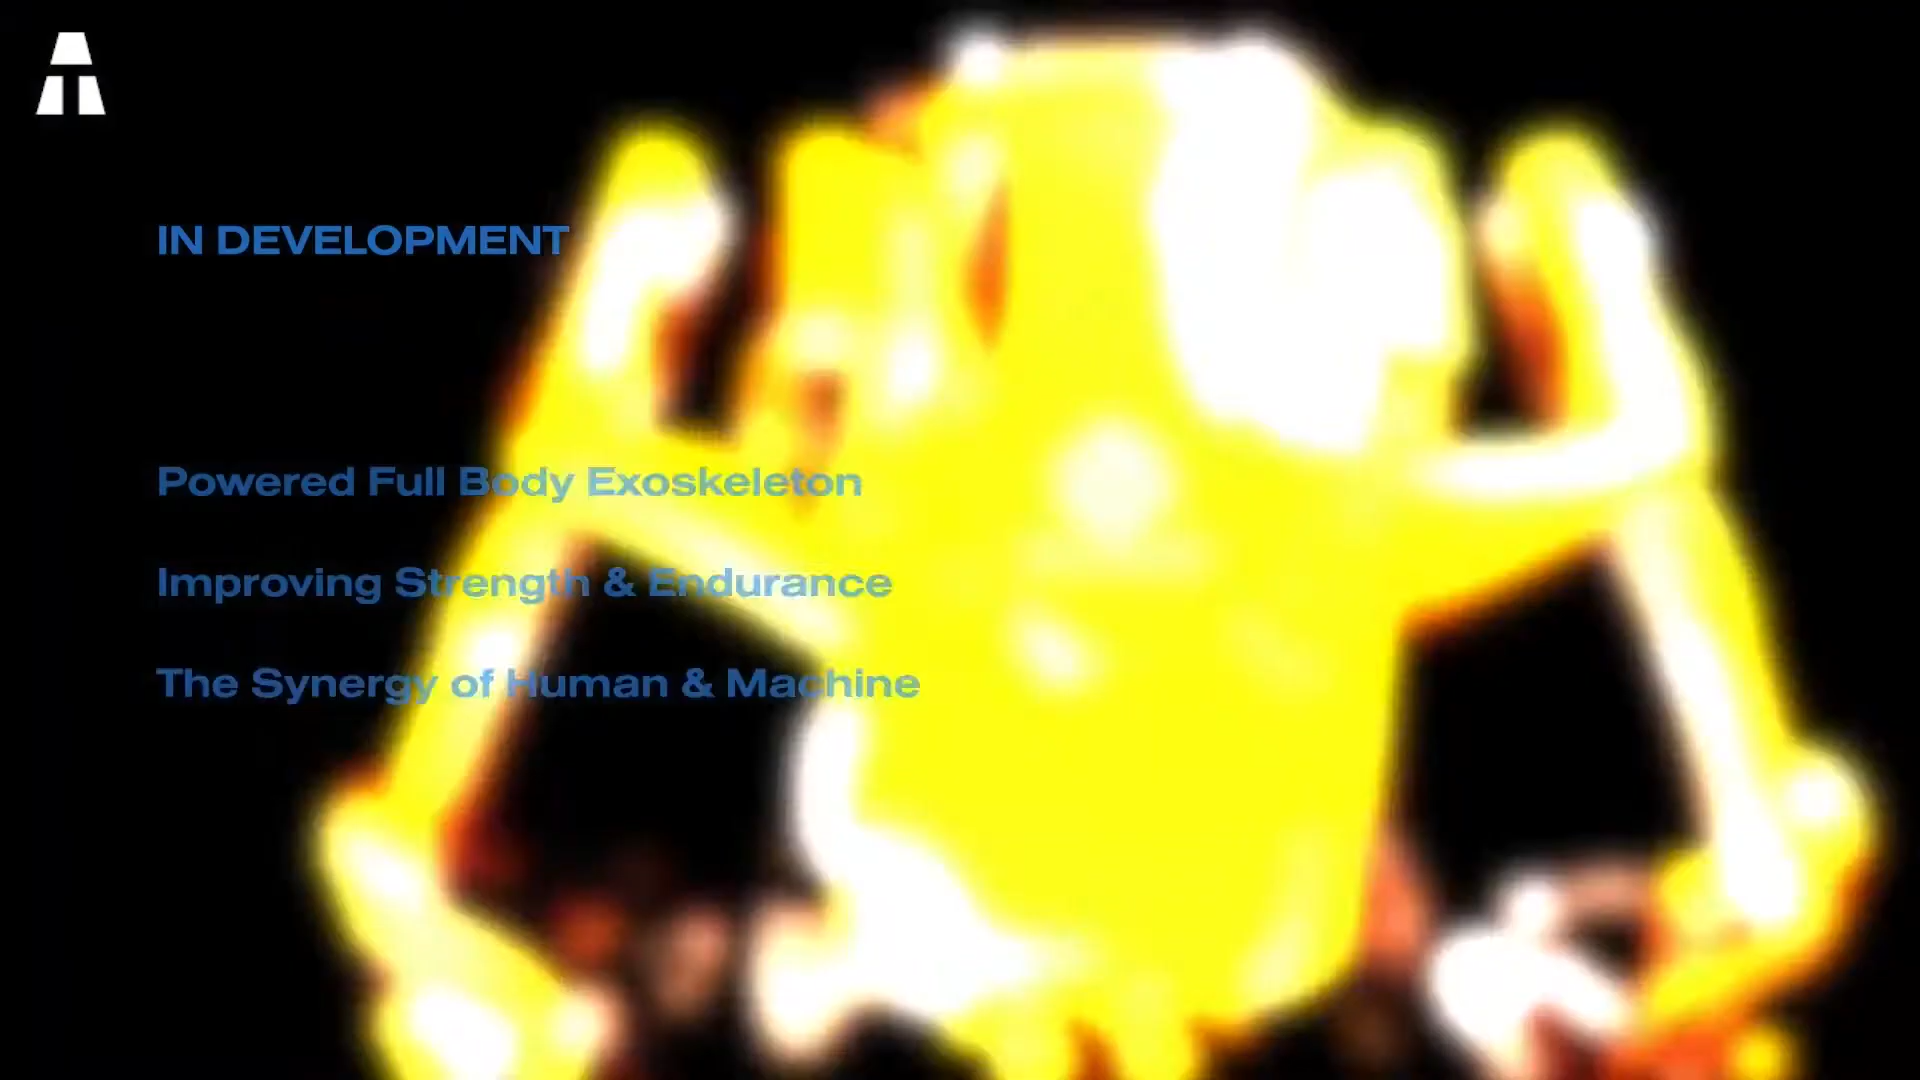 IN DEVELOPMENT
Powered Full Body Exoskeleton
Improving Strength & Endurance
The Synergy of Human & Machine